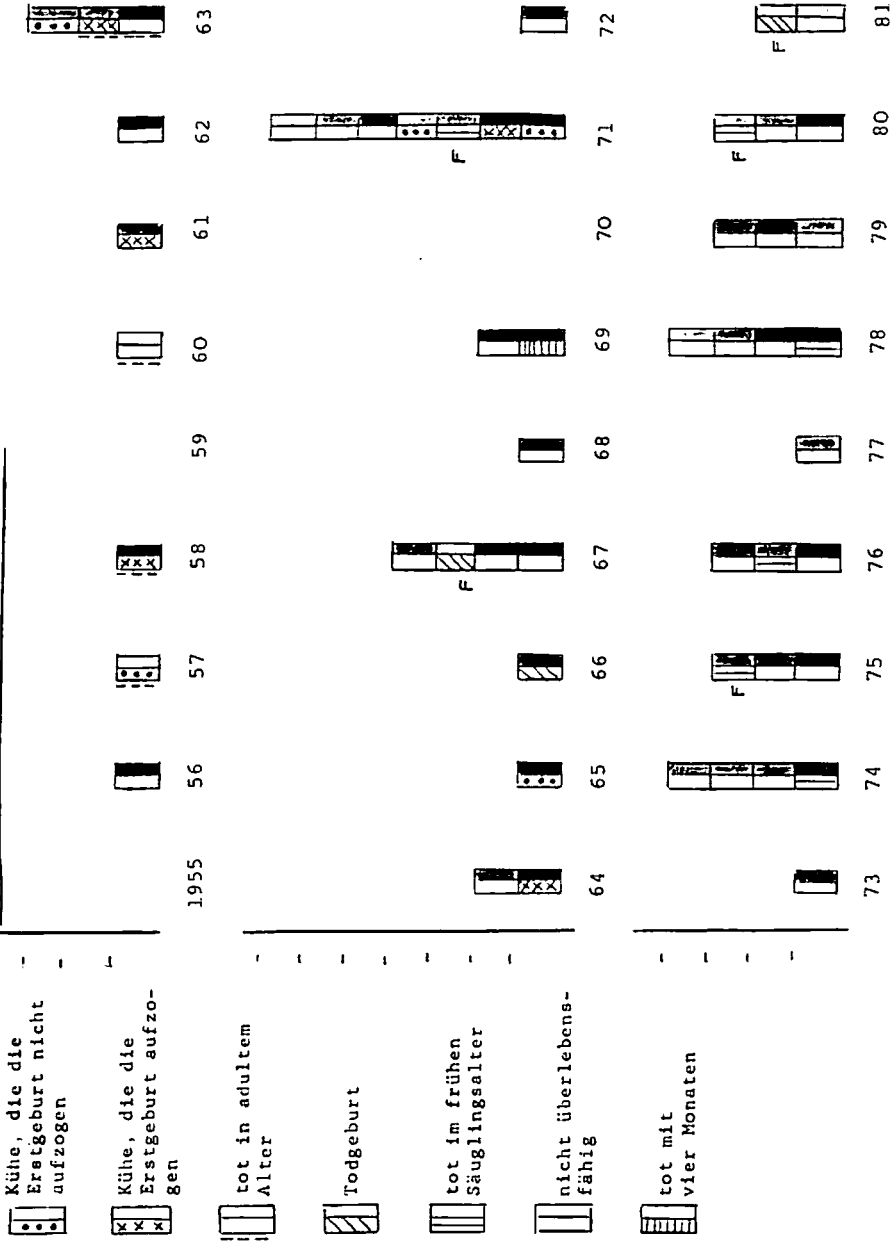 1955 56 57 58 59 60 61 62 63
F F
64 65 66 67 68 69 70 71 72
F F F
73 74 75 76 77 78 79 80 81
Kühe, die die
Erstgeburt nicht
aufzogen
Kühe, die die
Erstgeburt aufzo-
gen
tot in adultem
Alter
Todgeburt
tot im frühen
Säuglingsalter
nicht überlebens-
fähig
tot mit
vier Monaten